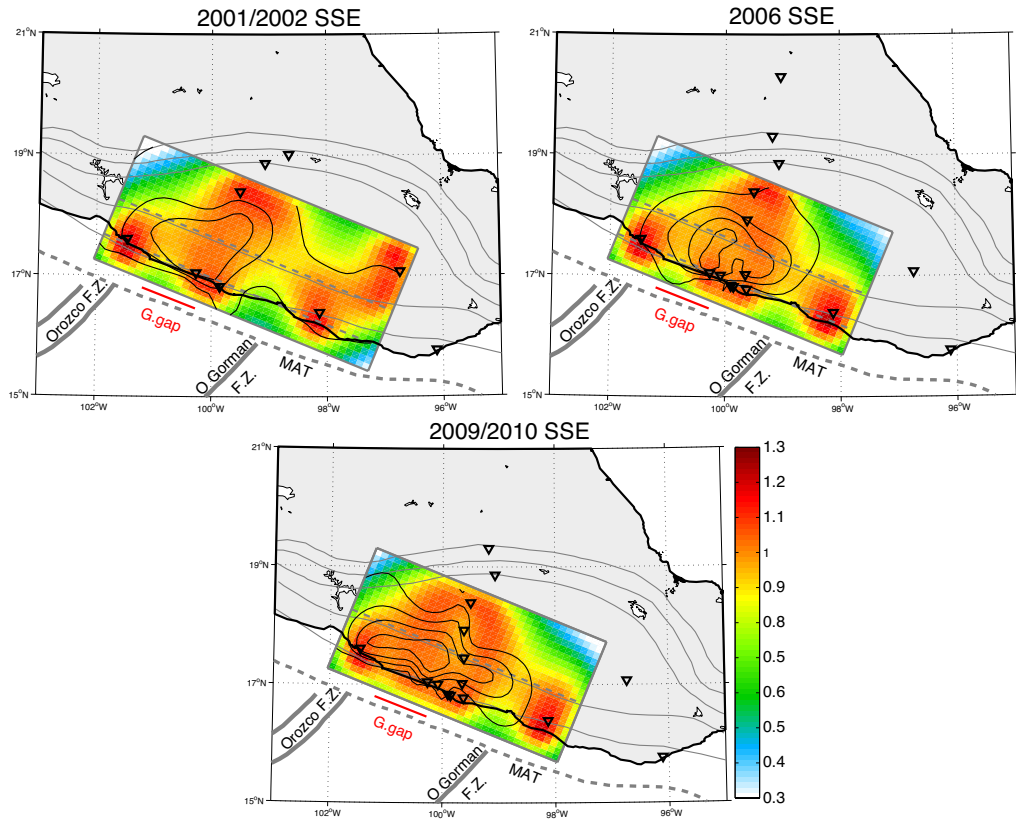 2001/2002 SSE
21°N
19°N
17°N
15°N
102°W
100°W
98°W
96°W
Orozco F.Z.
G.gap
O Gorman
F.Z.
MAT
2006 SSE
21°N
19°N
17°N
15°N
102°W
100°W
98°W
96°W
Orozco F.Z.
G.gap
O Gorman
F.Z.
MAT
2009/2010 SSE
21°N
19°N
17°N
15°N
102°W
100°W
98°W
96°W
Orozco F.Z.
G.gap
O Gorman
F.Z.
MAT
1.3
1.2
1.1
1
0.9
0.8
0.7
0.6
0.5
0.4
0.3